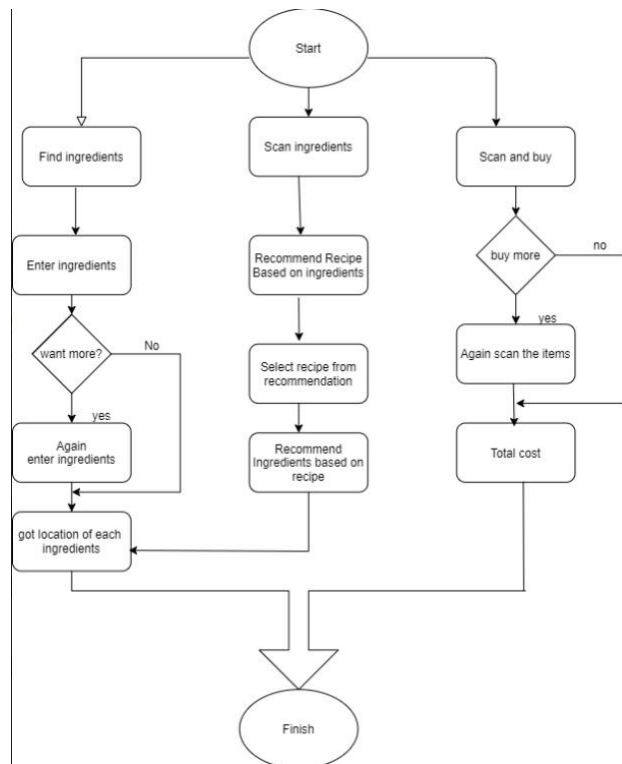 Start
Find ingredients
Scan ingredients
Scan and buy
Enter ingredients
Recommend Recipe
Based on ingredients
buy more
no
want more?
No
yes
Select recipe from
recommendation
yes
Again scan the items
Again
enter ingredients
Recommend
Ingredients based on
recipe
Total cost
got location of each
ingredients
Finish